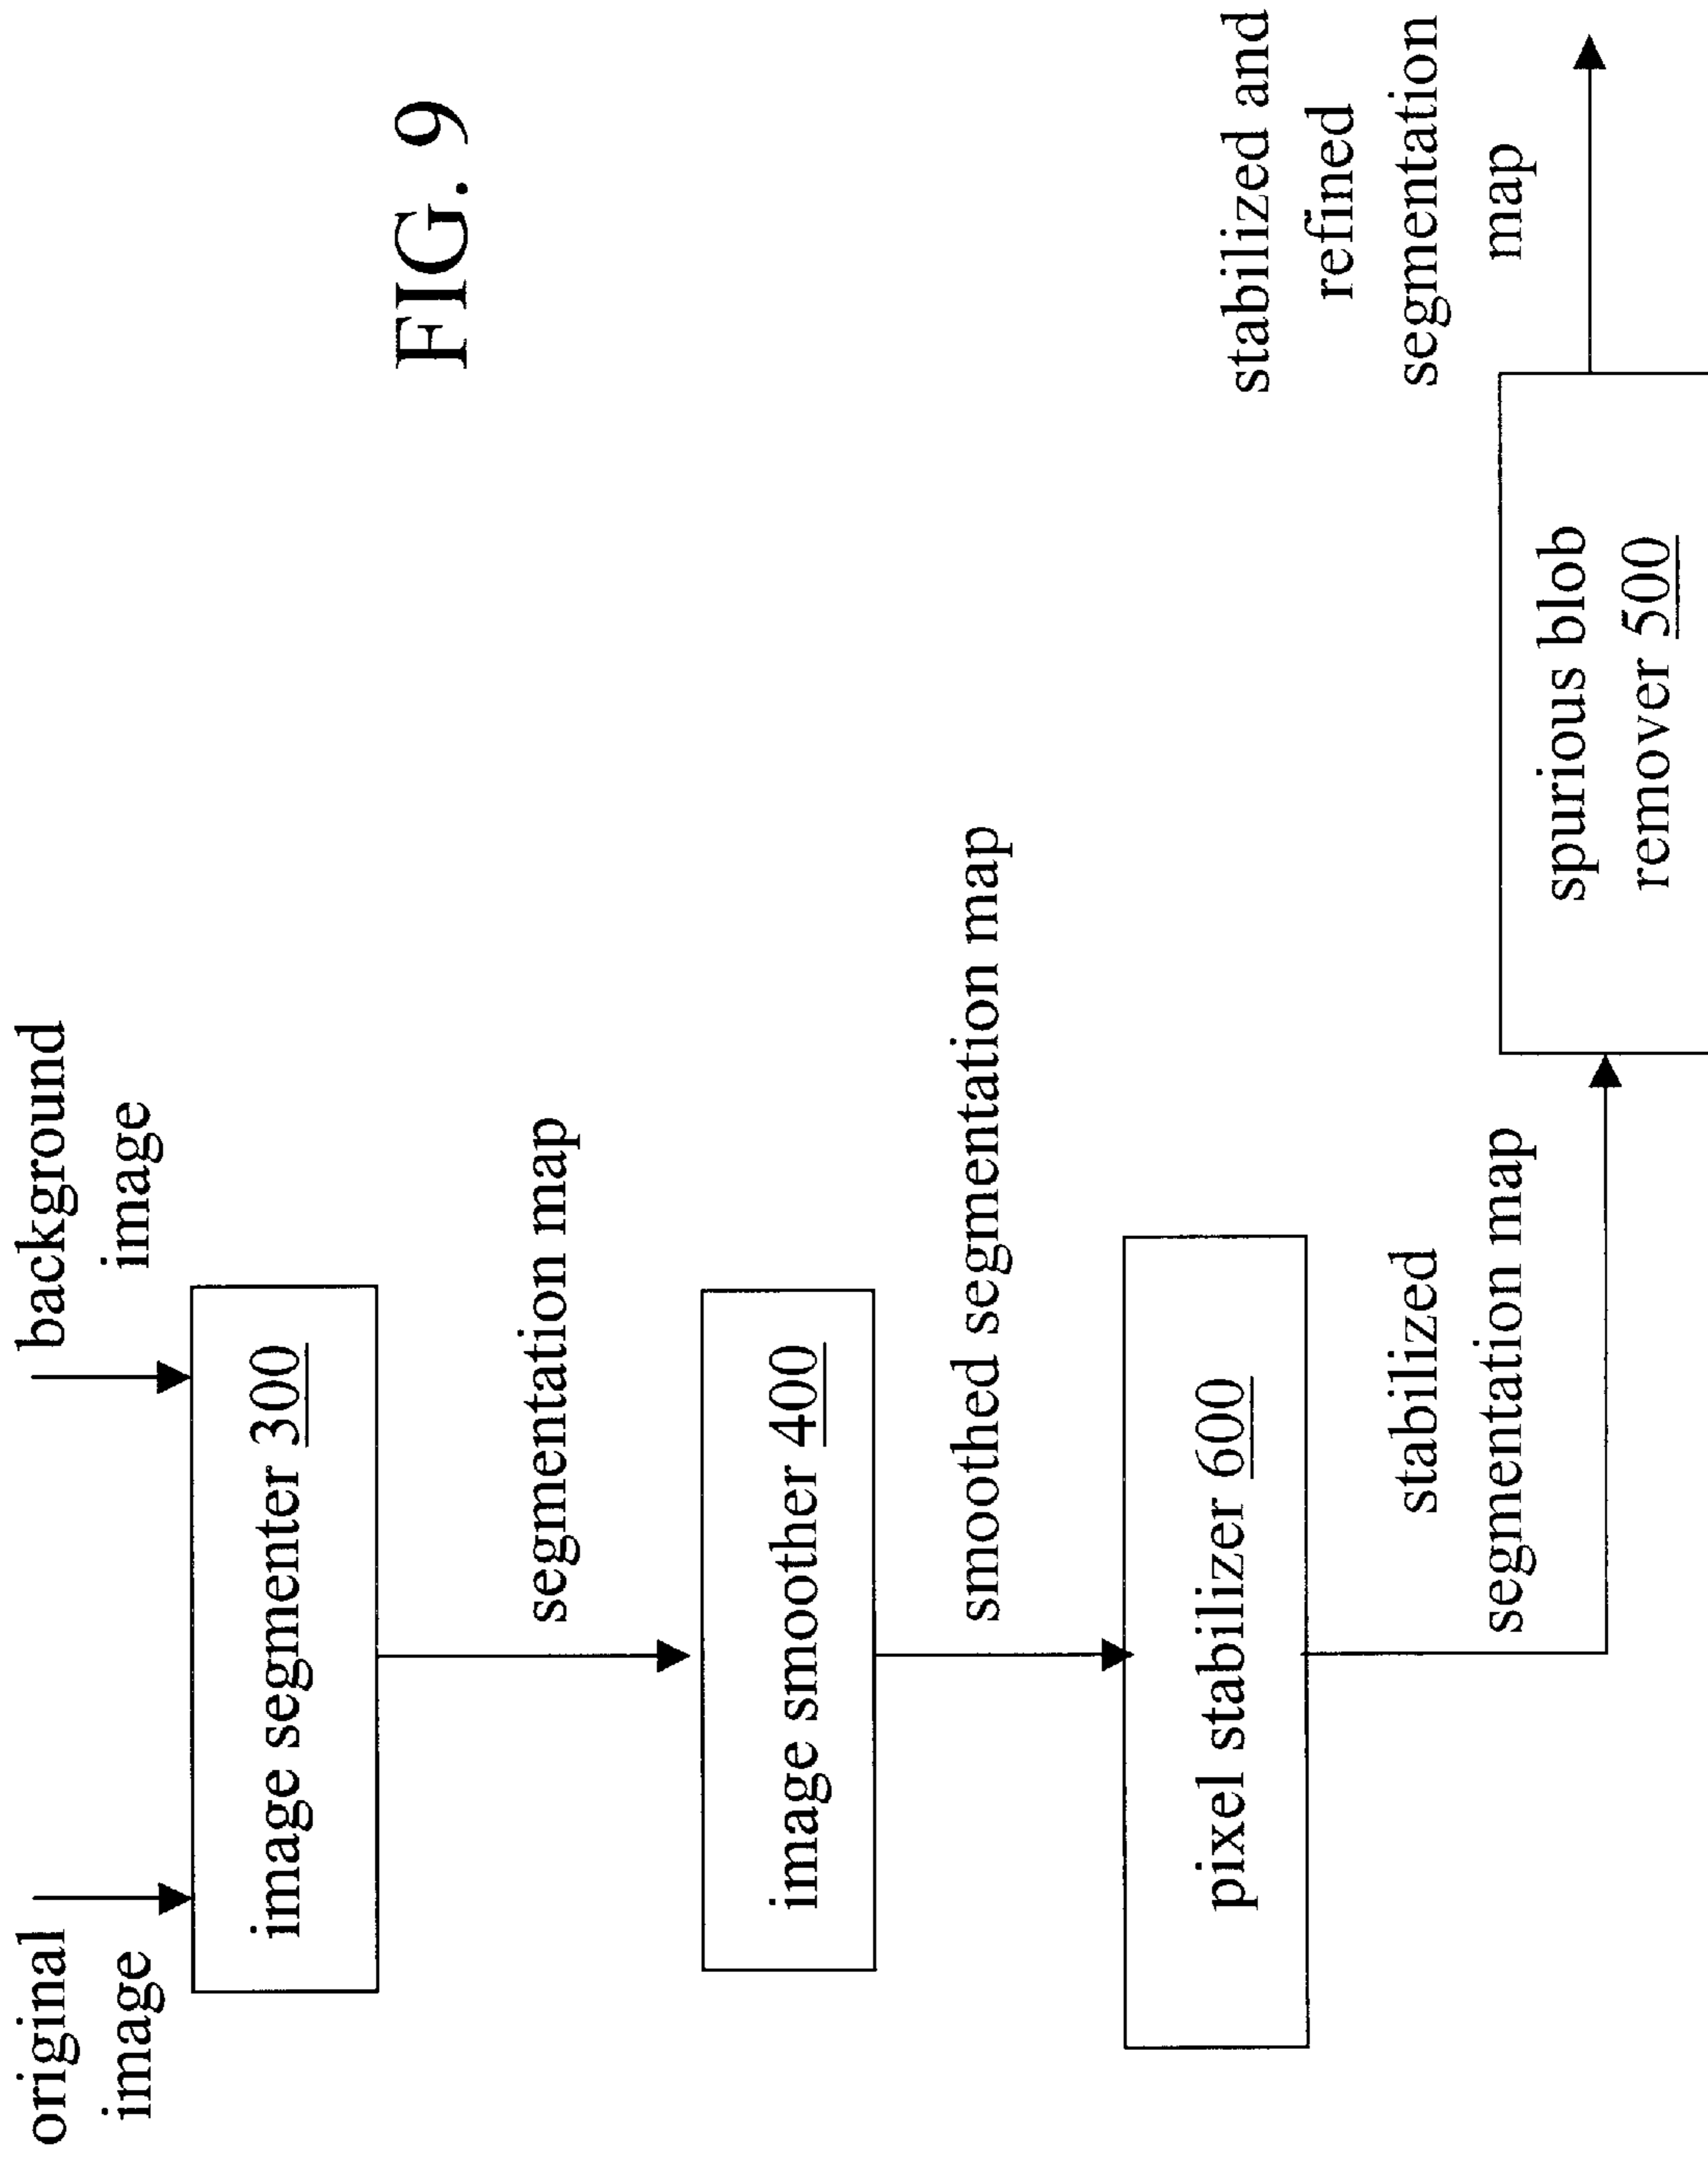 FIG. 9
original
image
background
image
image segmenter 300
segmentation map
image smoother 400
smoothed segmentation map
pixel stabilizer 600
stabilized
segmentation map
spurious blob
remover 500
stabilized and
refined
segmentation
map